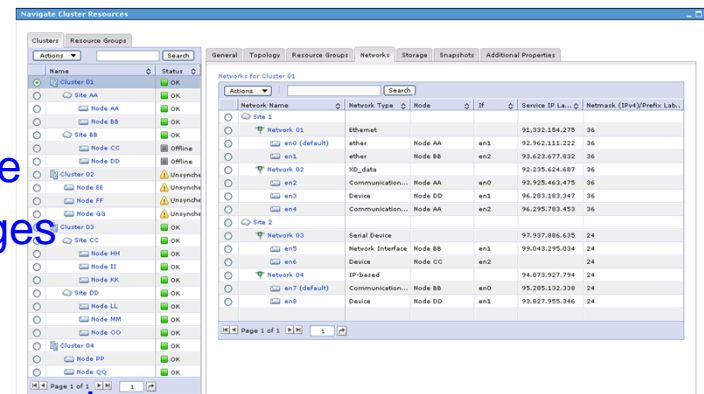 Navigate Cluster Resources
Clusters Resource Groups
Actions Search
Name Status
Cluster 01 OK
Site AA OK
Node AA OK
Node BB OK
Site BB OK
Node CC Offline
Node DD Offline
Cluster 02 Unsynche
Node EE Unsynche
Node FF Unsynche
Node GG Unsynche
Cluster 03 OK
Site CC OK
Node HH OK
Node II OK
Node KK OK
Site DD OK
Node LL OK
Node MM OK
Node OO OK
Cluster 04 OK
Node PP OK
Node QQ OK
Page 1 of 1 1
e
ges
General Topology Resource Groups Networks Storage Snapshots Additional Properties
Networks for Cluster 01
Actions Search
Network Name Network Type Node If Service IP La... Netmask (IPv4)/Prefix Lab..
Site 1
Network 01 Ethernet 91,332.154.275 36
en0 (default) ether Node AA en1 92.962.111.222 36
en1 ether Node BB en2 93.623.677.832 36
Network 02 XD_data 92.235.624.687 36
en2 Communication... Node AA en0 93.925.463.475 36
en3 Device Node DD en1 96.283.183.347 36
en4 Communication... Node AA en2 96.295.783.453 36
Site 2
Network 03 Serial Device 97.937.886.635 24
en5 Network Interface Node BB en1 99.043.295.034 24
en6 Device Node CC en2 24
Network 04 IP-based 94.873.927.794 24
en7 (default) Communication... Node BB en0 95.285.132.338 24
en8 Device Node DD en1 93.827.955.346 24
Page 1 of 1 1